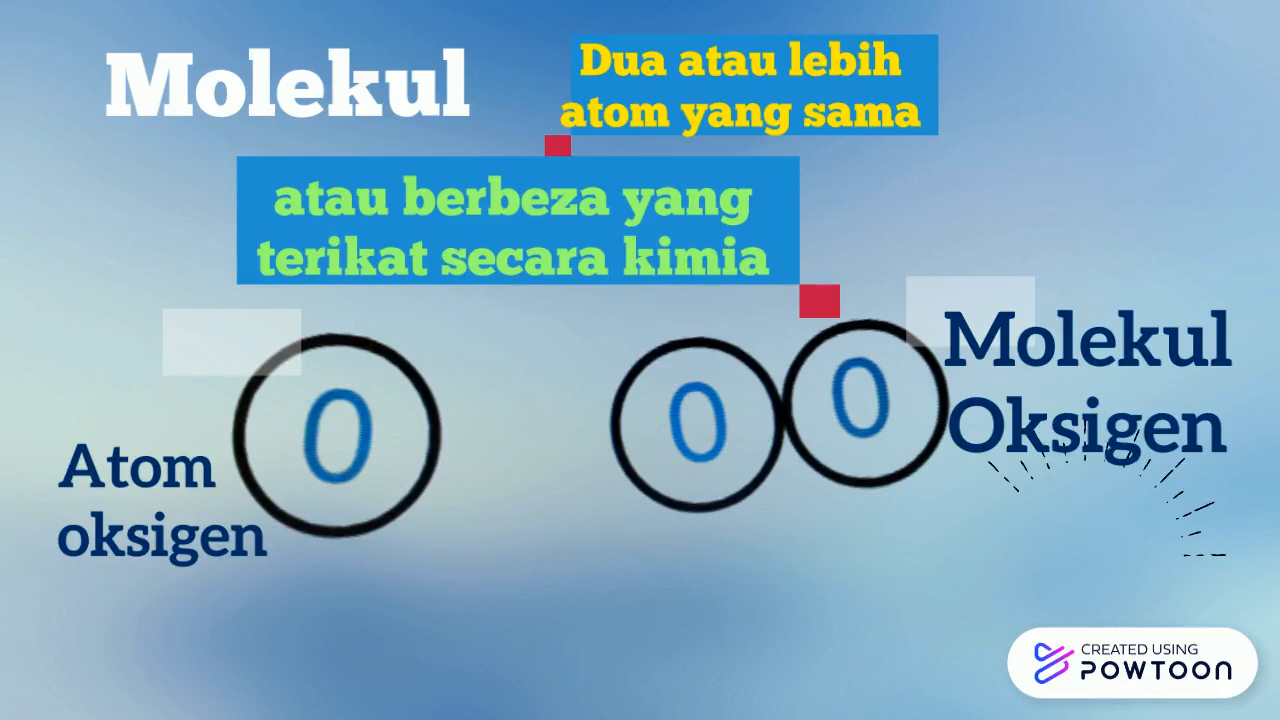 Molekul
Dua atau lebih
atom yang sama
atau berbeza yang
terikat secara kimia
O
O
O
Molekul
Oksigen
Atom
oksigen
CREATED USING
POWTOON